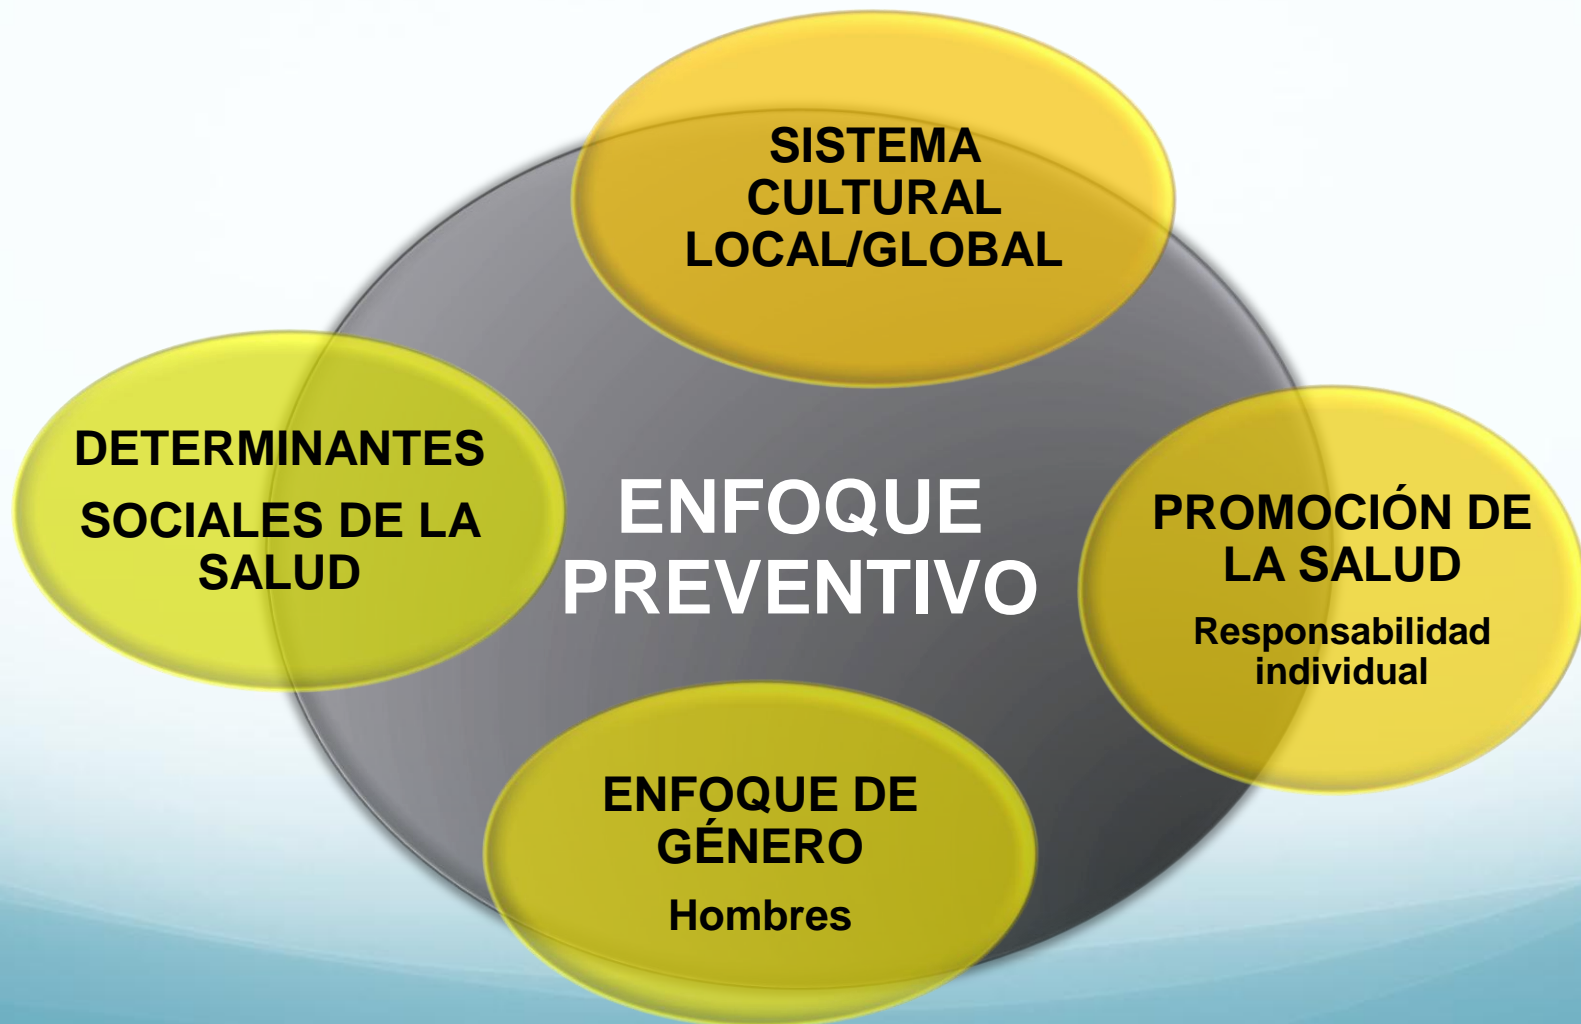 SISTEMA
CULTURAL
LOCAL/GLOBAL
DETERMINANTES
SOCIALES DE LA
SALUD
ENFOQUE
PREVENTIVO
PROMOCIÓN DE
LA SALUD
Responsabilidad
individual
ENFOQUE DE
GÉNERO
Hombres